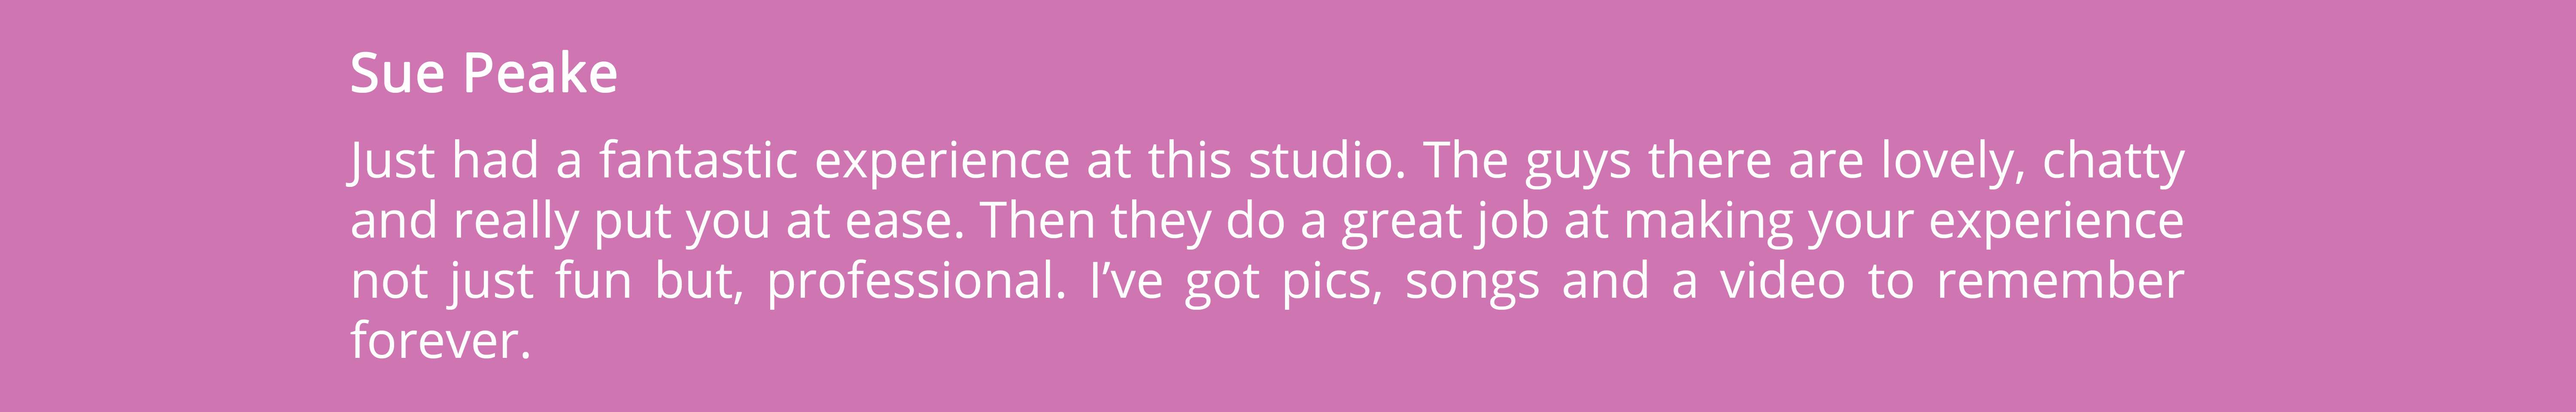 Sue Peake
Just had a fantastic experience at this studio. The guys there are lovely, chatty
and really put you at ease. Then they do a great job at making your experience
not just fun but, professional. I’ve got pics, songs and a video to remember
forever.